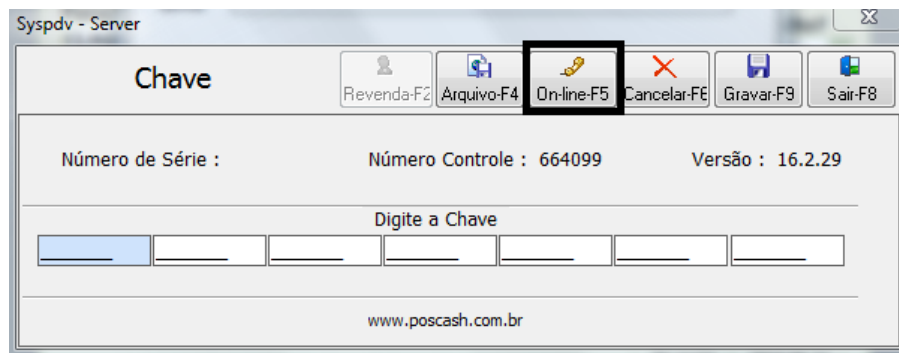 Syspdv - Server
Chave
Revenda-F2 Arquivo-F4 On-line-F5 Cancelar-F6 Gravar-F9 Sair-F8
Número de Série : Número Controle : 664099 Versão : 16.2.29
Digite a Chave
www.poscash.com.br